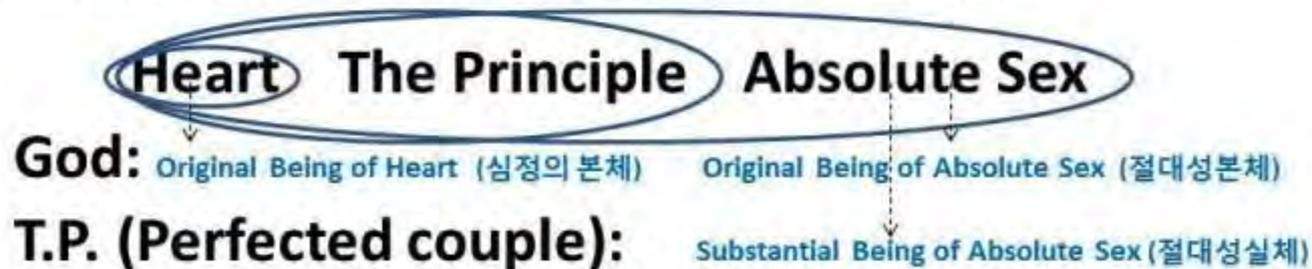 Heart The Principle Absolute Sex
God: Original Being of Heart (심정의 본체) Original Being of Absolute Sex (절대성본체)
T.P. (Perfected couple): Substantial Being of Absolute Sex (절대성실체)